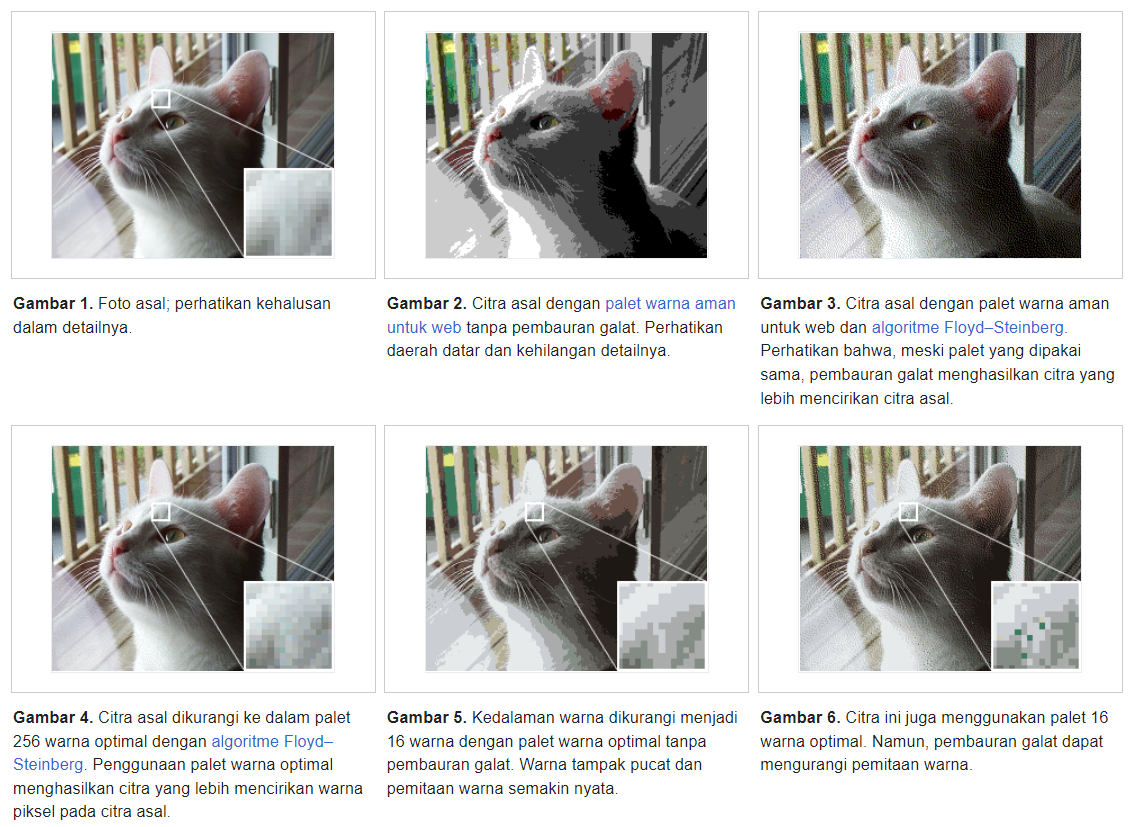 Gambar 1. Foto asal; perhatikan kehalusan
dalam detailnya.
Gambar 2. Citra asal dengan palet warna aman
untuk web tanpa pembauran galat. Perhatikan
daerah datar dan kehilangan detailnya.
Gambar 3. Citra asal dengan palet warna aman
untuk web dan algoritme Floyd–Steinberg.
Perhatikan bahwa, meski palet yang dipakai
sama, pembauran galat menghasilkan citra yang
lebih mencirikan citra asal.
Gambar 4. Citra asal dikurangi ke dalam palet
256 warna optimal dengan algoritme Floyd–
Steinberg. Penggunaan palet warna optimal
menghasilkan citra yang lebih mencirikan warna
piksel pada citra asal.
Gambar 5. Kedalaman warna dikurangi menjadi
16 warna dengan palet warna optimal tanpa
pembauran galat. Warna tampak pucat dan
pemitaan warna semakin nyata.
Gambar 6. Citra ini juga menggunakan palet 16
warna optimal. Namun, pembauran galat dapat
mengurangi pemitaan warna.